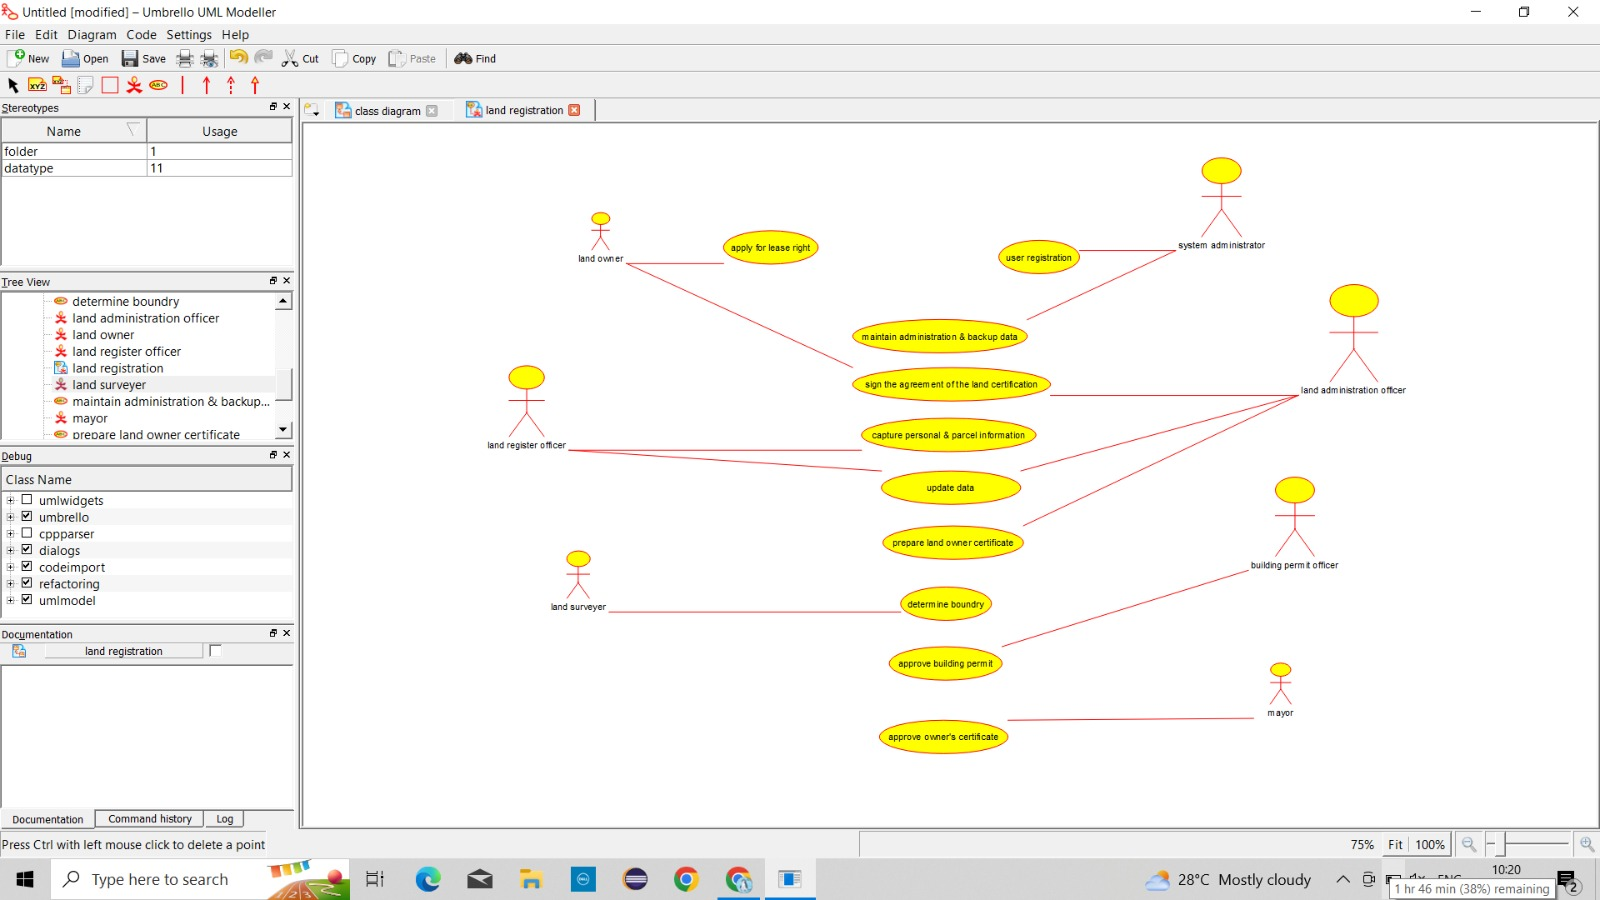 Untitled [modified] – Umbrello UML Modeller
File Edit Diagram Code Settings Help
New Open Save Cut Copy Paste Find
XYZ ABC
Stereotypes
class diagram land registration
Name Usage
folder 1
datatype 11
Tree View
determine boundry
land administration officer
land owner
land register officer
land registration
land surveyer
maintain administration & backup...
mayor
prepare land owner certificate
Debug
Class Name
umlwidgets
umbrello
cppparser
dialogs
codeimport
refactoring
umlmodel
Documentation
land registration
Documentation Command history Log
Press Ctrl with left mouse click to delete a point
land owner
apply for lease right
user registration
system administrator
maintain administration & backup data
sign the agreement of the land certification
land administration officer
land register officer
capture personal & parcel information
update data
prepare land owner certificate
building permit officer
land surveyer
determine boundry
approve building permit
mayor
approve owner's certificate
75% Fit 100%
Type here to search
28°C Mostly cloudy
10:20
1 hr 46 min (38%) remaining
2